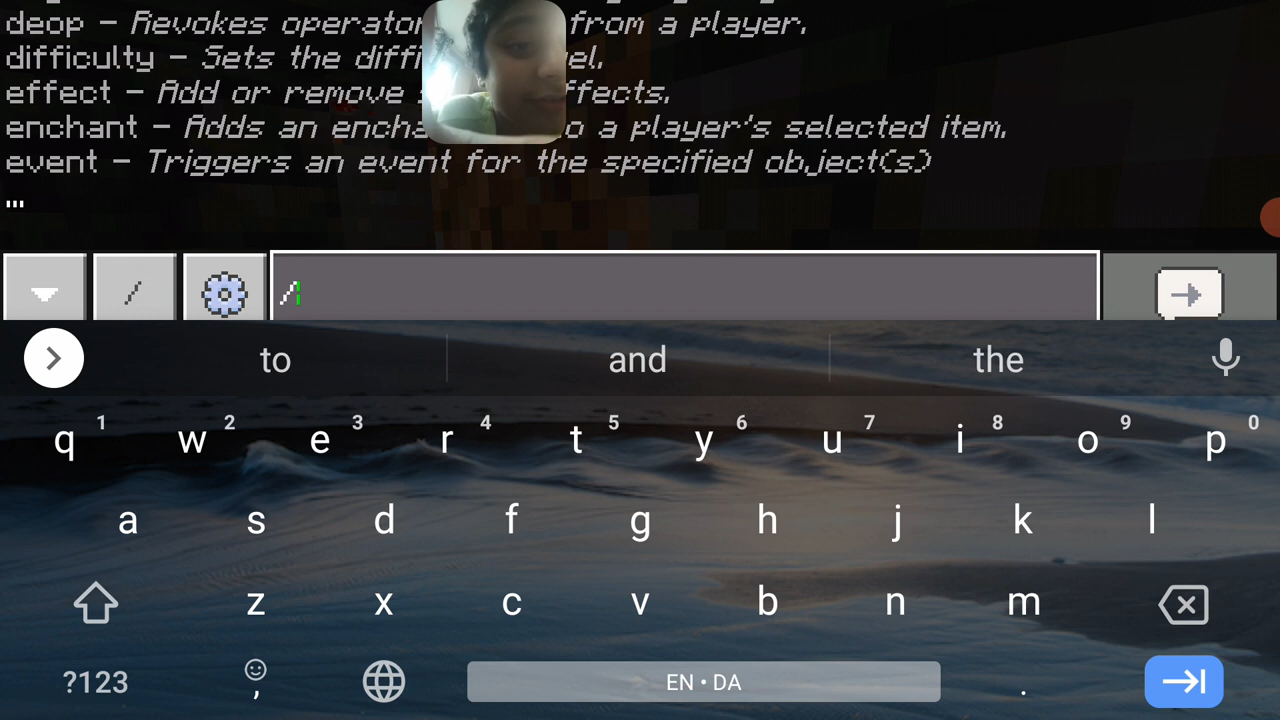 deop - Revokes operator from a player.
difficulty - Sets the diffi el.
effect - Add or remove ffects.
enchant - Adds an encha o a player's selected item.
event - Triggers an event for the specified object(s)
...
/
to and the
q 1 w 2 e 3 r 4 t 5 y 6 u 7 i 8 o 9 p 0
a s d f g h j k l
z x c v b n m
?123 , EN • DA .